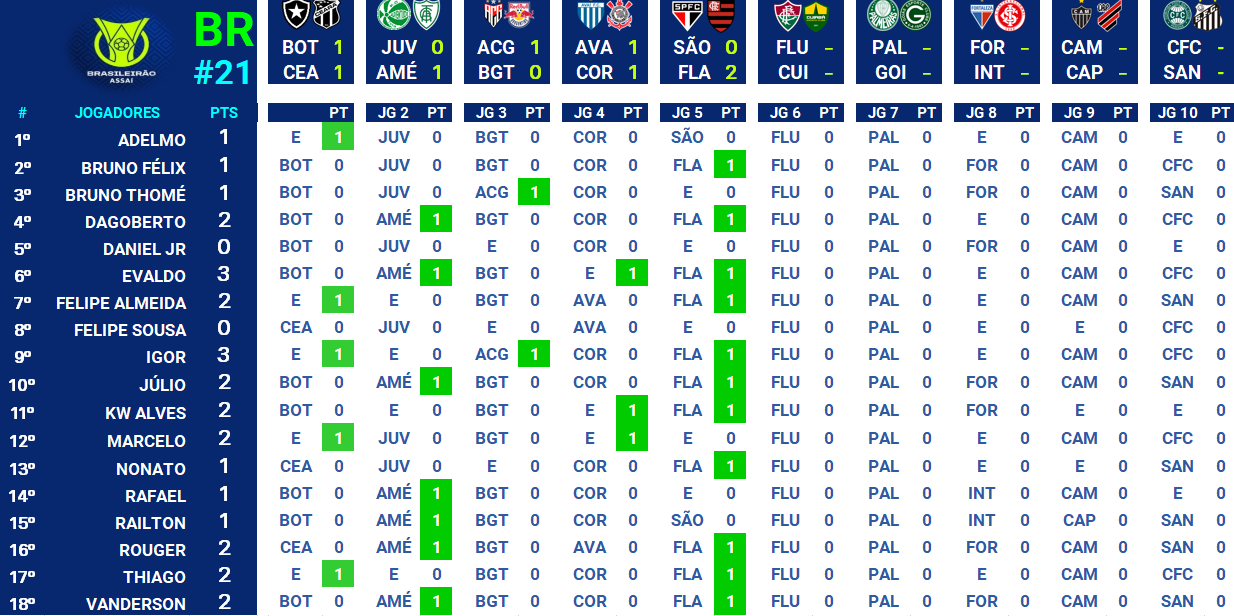 BR
#21
BRASILEIRÃO
ASSAÍ
BOT 1 JUV 0 ACG 1 AVA 1 SÃO 0 FLU - PAL - FOR - CAM - CFC -
CEA 1 AMÉ 1 BGT 0 COR 1 FLA 2 CUI - GOI - INT - CAP - SAN -
# JOGADORES PTS PT JG 2 PT JG 3 PT JG 4 PT JG 5 PT JG 6 PT JG 7 PT JG 8 PT JG 9 PT JG 10 PT
1º ADELMO 1 E 1 JUV 0 BGT 0 COR 0 SÃO 0 FLU 0 PAL 0 FOR 0 CAM 0 E 0
2º BRUNO FÉLIX 1 BOT 0 JUV 0 BGT 0 COR 0 FLA 1 FLU 0 PAL 0 FOR 0 CAM 0 CFC 0
3º BRUNO THOMÉ 1 BOT 0 JUV 0 ACG 1 COR 0 E 0 FLU 0 PAL 0 FOR 0 CAM 0 SAN 0
4º DAGOBERTO 2 BOT 0 AMÉ 1 BGT 0 COR 0 FLA 1 FLU 0 PAL 0 E 0 CAM 0 CFC 0
5º DANIEL JR 0 BOT 0 JUV 0 E 0 COR 0 E 0 FLU 0 PAL 0 FOR 0 CAM 0 E 0
6º EVALDO 3 BOT 0 AMÉ 1 BGT 0 E 1 FLA 1 FLU 0 PAL 0 E 0 CAM 0 CFC 0
7º FELIPE ALMEIDA 2 E 1 E 0 BGT 0 AVA 0 FLA 1 FLU 0 PAL 0 E 0 CAM 0 SAN 0
8º FELIPE SOUSA 0 CEA 0 JUV 0 E 0 AVA 0 E 0 FLU 0 PAL 0 E 0 E 0 CFC 0
9º IGOR 3 E 1 E 0 ACG 1 COR 0 FLA 1 FLU 0 PAL 0 E 0 CAM 0 CFC 0
10º JÚLIO 2 BOT 0 AMÉ 1 BGT 0 COR 0 FLA 1 FLU 0 PAL 0 FOR 0 CAM 0 SAN 0
11º KW ALVES 2 BOT 0 E 0 BGT 0 E 1 FLA 1 FLU 0 PAL 0 FOR 0 E 0 E 0
12º MARCELO 2 E 1 JUV 0 BGT 0 E 1 E 0 FLU 0 PAL 0 E 0 CAM 0 CFC 0
13º NONATO 1 CEA 0 JUV 0 E 0 COR 0 FLA 1 FLU 0 PAL 0 E 0 E 0 SAN 0
14º RAFAEL 1 BOT 0 AMÉ 1 BGT 0 COR 0 E 0 FLU 0 PAL 0 INT 0 CAM 0 E 0
15º RAILTON 1 BOT 0 AMÉ 1 BGT 0 COR 0 SÃO 0 FLU 0 PAL 0 INT 0 CAP 0 SAN 0
16º ROUGER 2 CEA 0 AMÉ 1 BGT 0 AVA 0 FLA 1 FLU 0 PAL 0 FOR 0 CAM 0 SAN 0
17º THIAGO 2 E 1 E 0 BGT 0 COR 0 FLA 1 FLU 0 PAL 0 E 0 CAM 0 CFC 0
18º VANDERSON 2 BOT 0 AMÉ 1 BGT 0 COR 0 FLA 1 FLU 0 PAL 0 E 0 CAM 0 SAN 0